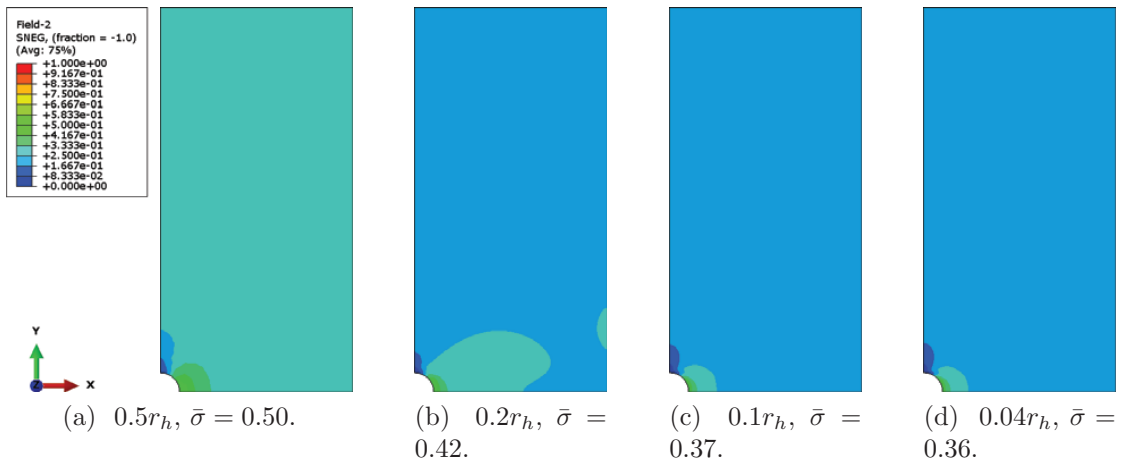 Field-2
SNEG, (fraction = -1.0)
(Avg: 75%)
+1.000e+00
+9.167e-01
+8.333e-01
+7.500e-01
+6.667e-01
+5.833e-01
+5.000e-01
+4.167e-01
+3.333e-01
+2.500e-01
+1.667e-01
+8.333e-02
+0.000e+00
Y
Z
X
(a) 0.5r_h, σ̄ = 0.50.
(b) 0.2r_h, σ̄ =
0.42.
(c) 0.1r_h, σ̄ =
0.37.
(d) 0.04r_h, σ̄ =
0.36.